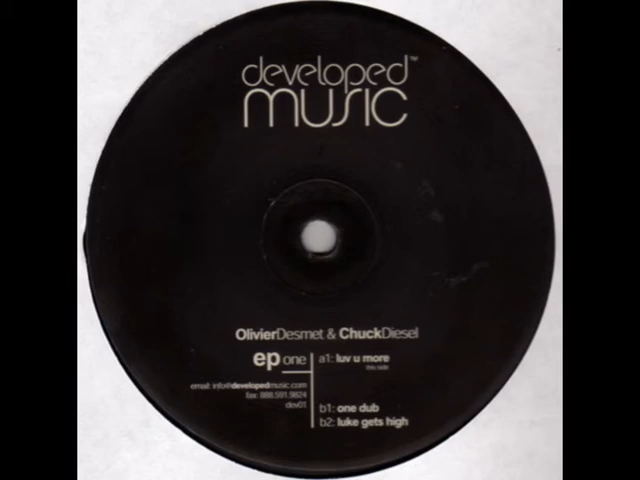 developed™
music
OlivierDesmet & ChuckDiesel
ep one
email: info@developedmusic.com
fax: 888.591.9824
dev01
a1: luv u more
this side
b1: one dub
b2: luke gets high